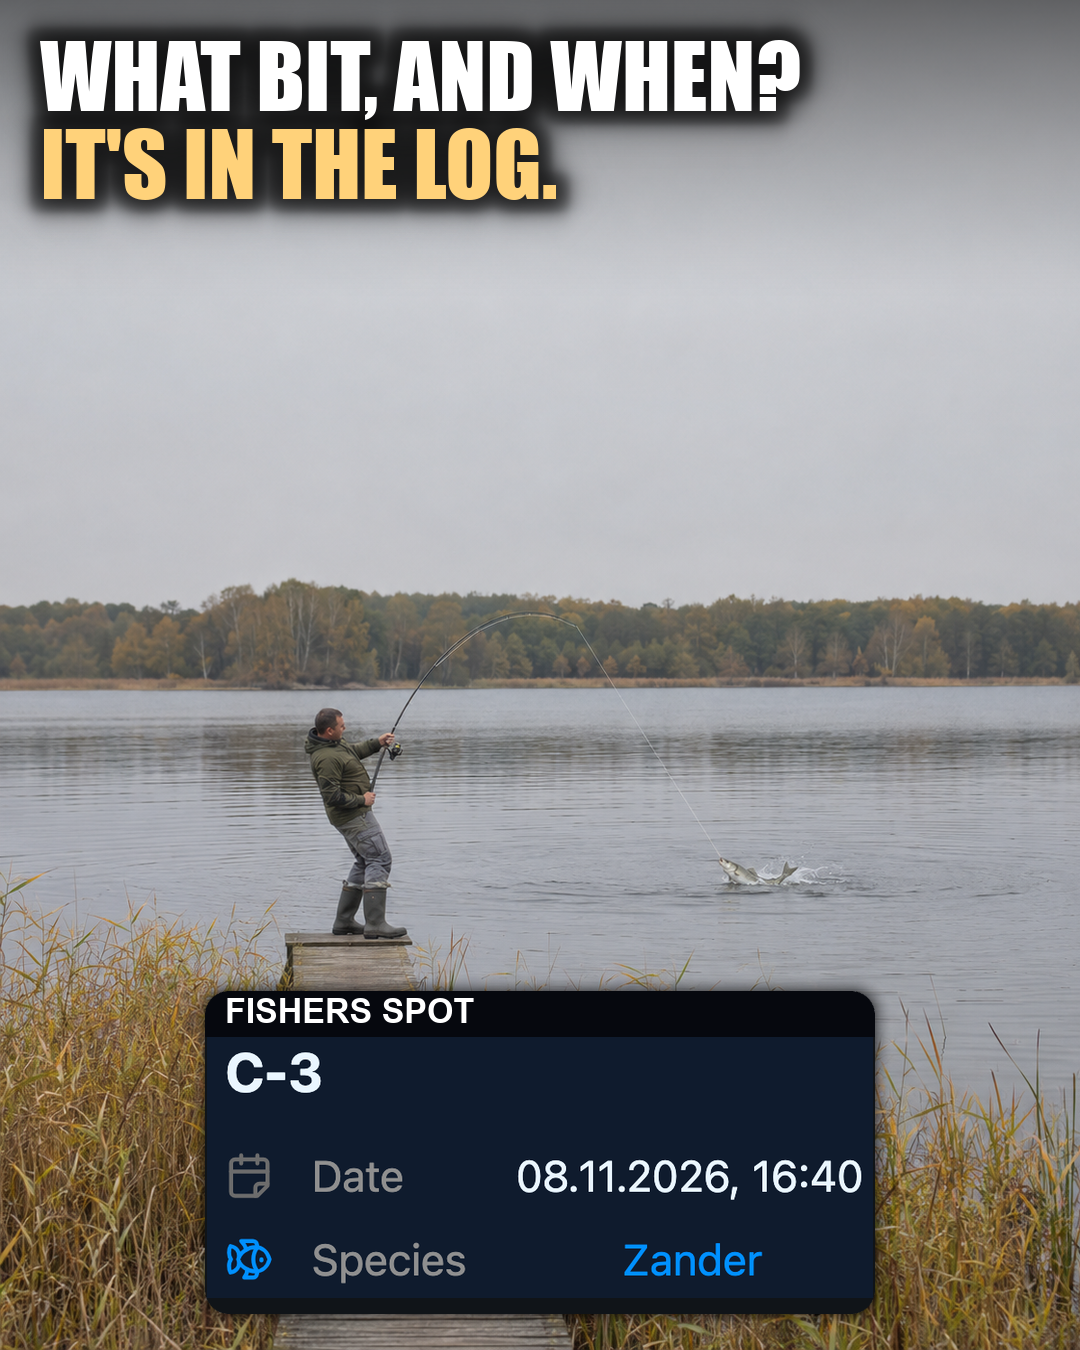 WHAT BIT, AND WHEN?
IT'S IN THE LOG.
FISHERS SPOT
C-3
Date 08.11.2026, 16:40
Species Zander